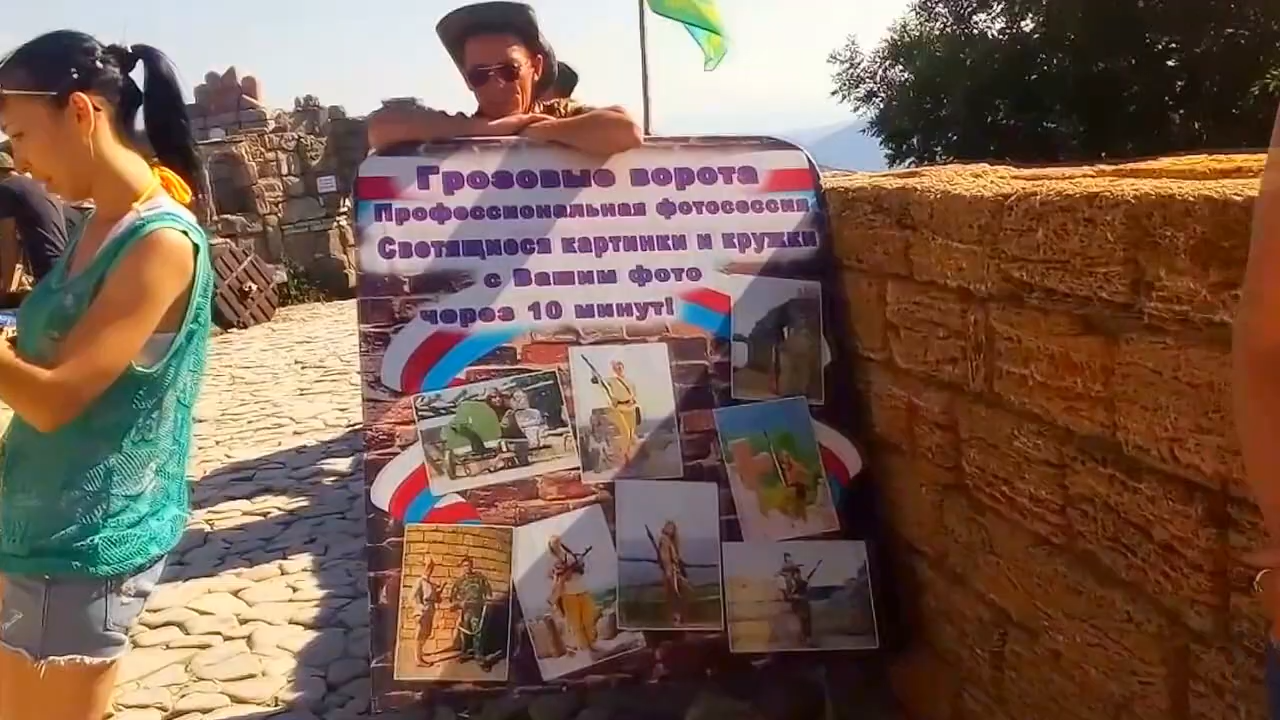 Грозовые ворота
Профессиональная фотосессия
Светящиеся картинки и кружки
с Вашим фото
через 10 минут!